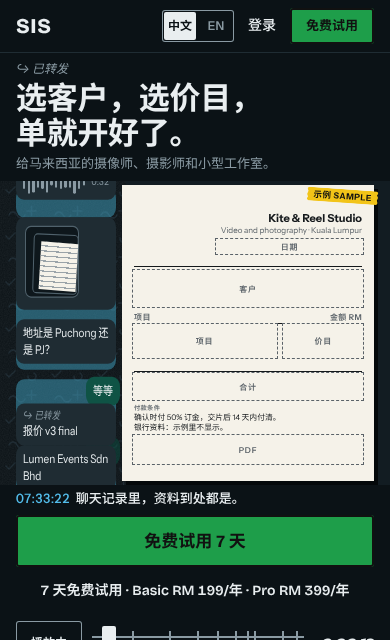 SIS
中文 EN 登录 免费试用
↪ 已转发
选客户，选价目，
单就开好了。
给马来西亚的摄像师、摄影师和小型工作室。
0:32
地址是 Puchong 还
是 PJ?
等等
↪ 已转发
报价 v3 final
Lumen Events Sdn
Bhd
示例 SAMPLE
Kite & Reel Studio
Video and photography · Kuala Lumpur
日期
客户
项目 金额 RM
项目 价目
合计
付款条件
确认时付 50% 订金，交片后 14 天内付清。
银行资料：示例里不显示。
PDF
07:33:22 聊天记录里，资料到处都是。
免费试用 7 天
7 天免费试用 · Basic RM 199/年 · Pro RM 399/年